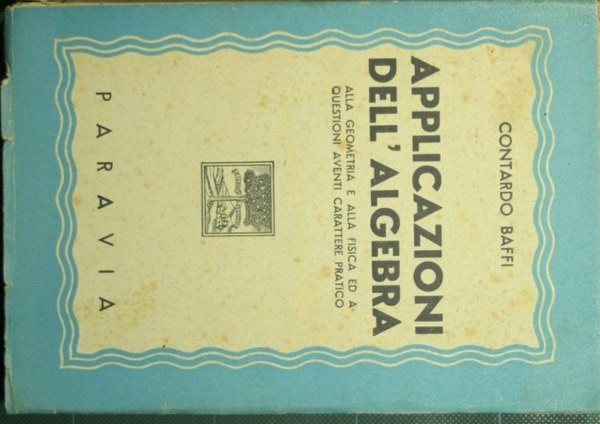 CONTARDO BAFFI
APPLICAZIONI
DELL'ALGEBRA
ALLA GEOMETRIA E ALLA FISICA ED A
QUESTIONI AVENTI CARATTERE PRATICO
PARAVIA